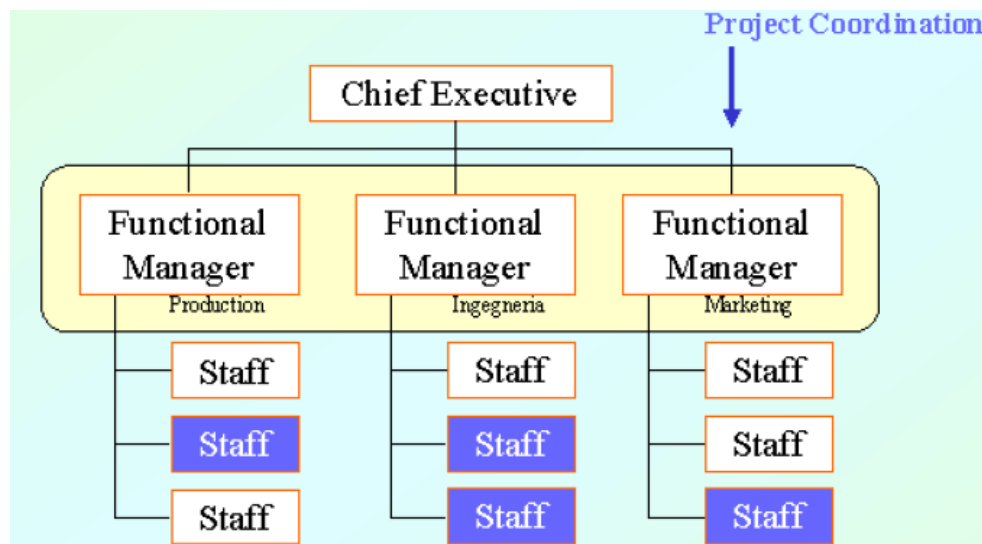 Project Coordination
Chief Executive
Functional
Manager
Production
Functional
Manager
Ingegneria
Functional
Manager
Marketing
Staff
Staff
Staff
Staff
Staff
Staff
Staff
Staff
Staff